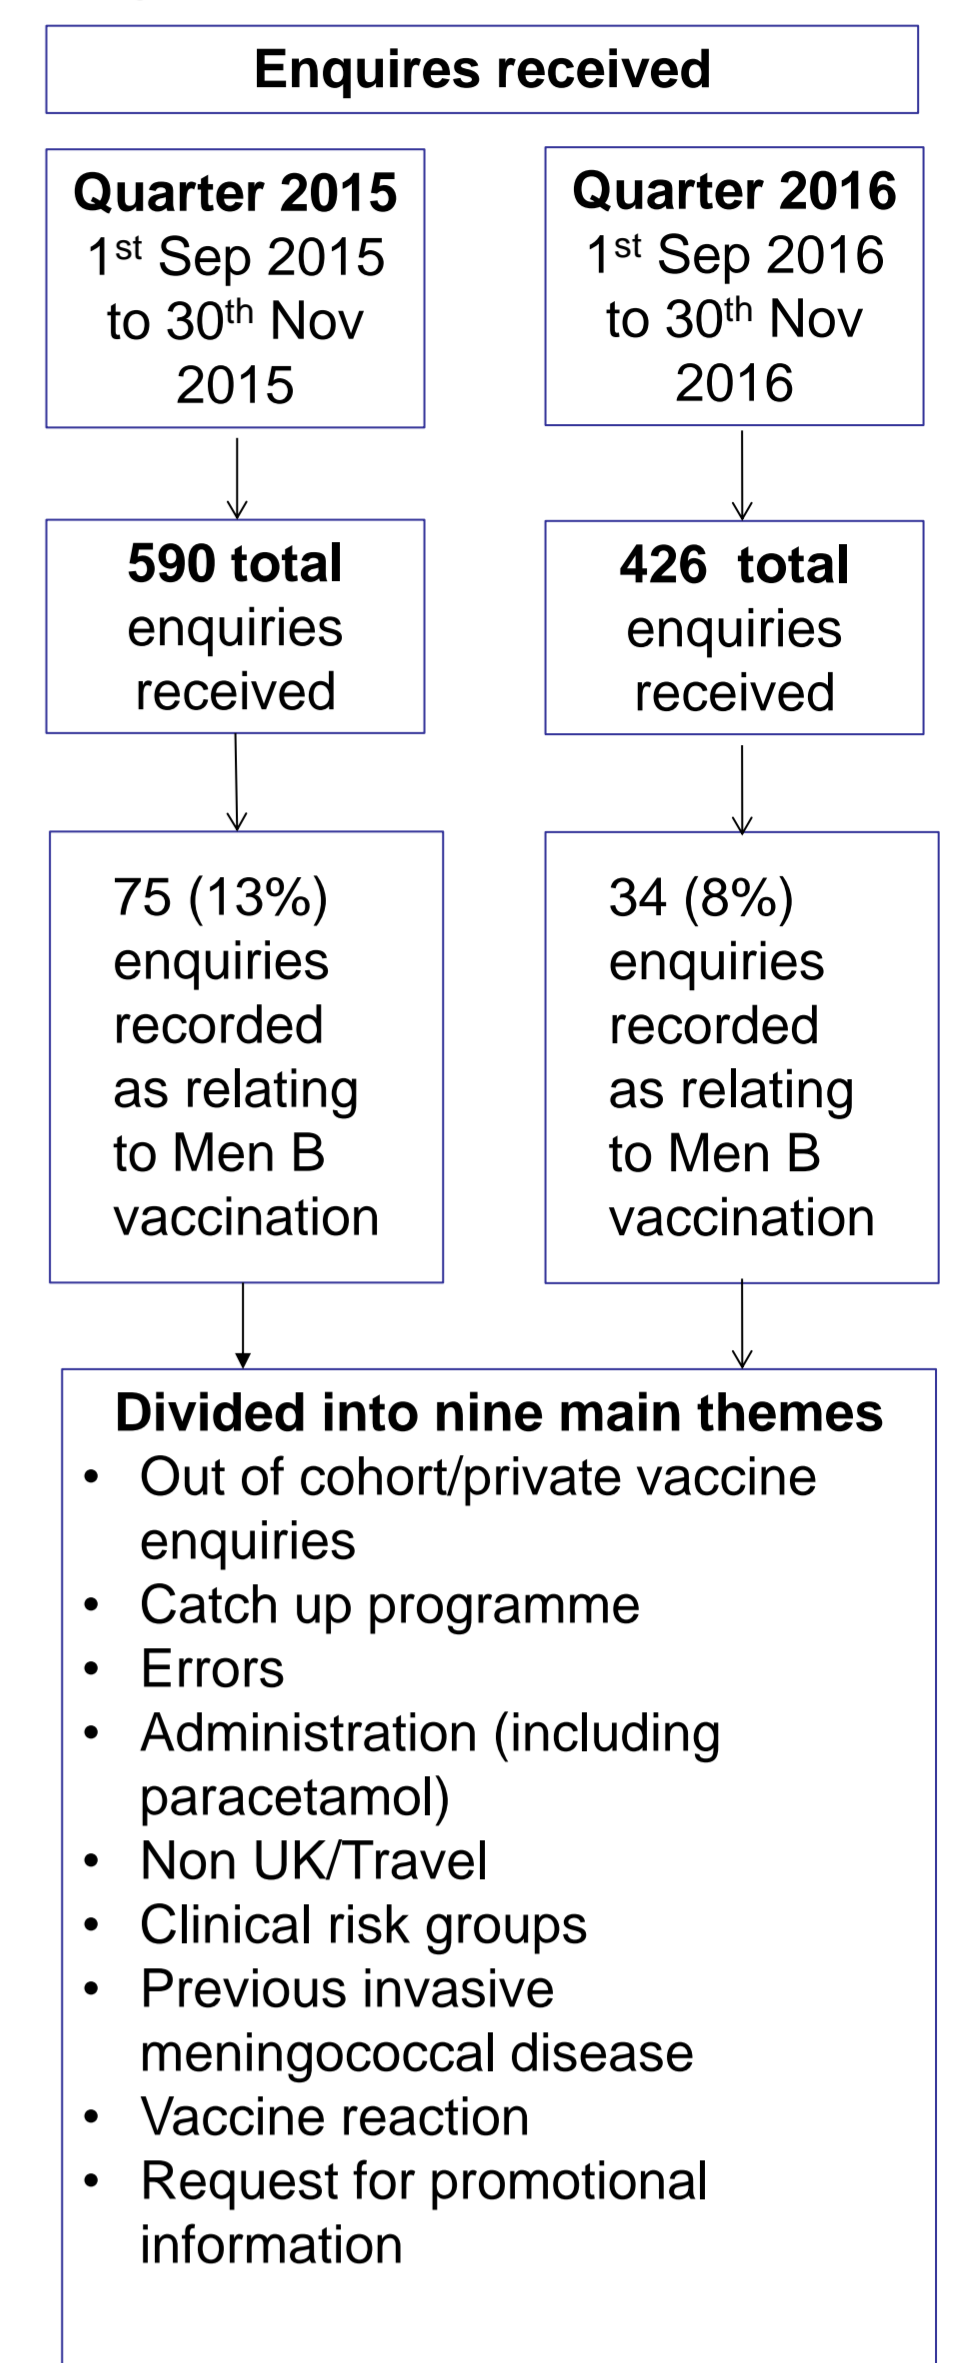 Enquires received
Quarter 2015
1st Sep 2015
to 30th Nov
2015
590 total
enquiries
received
75 (13%)
enquiries
recorded
as relating
to Men B
vaccination
Quarter 2016
1st Sep 2016
to 30th Nov
2016
426 total
enquiries
received
34 (8%)
enquiries
recorded
as relating
to Men B
vaccination
Divided into nine main themes
• Out of cohort/private vaccine
enquiries
• Catch up programme
• Errors
• Administration (including
paracetamol)
• Non UK/Travel
• Clinical risk groups
• Previous invasive
meningococcal disease
• Vaccine reaction
• Request for promotional
information